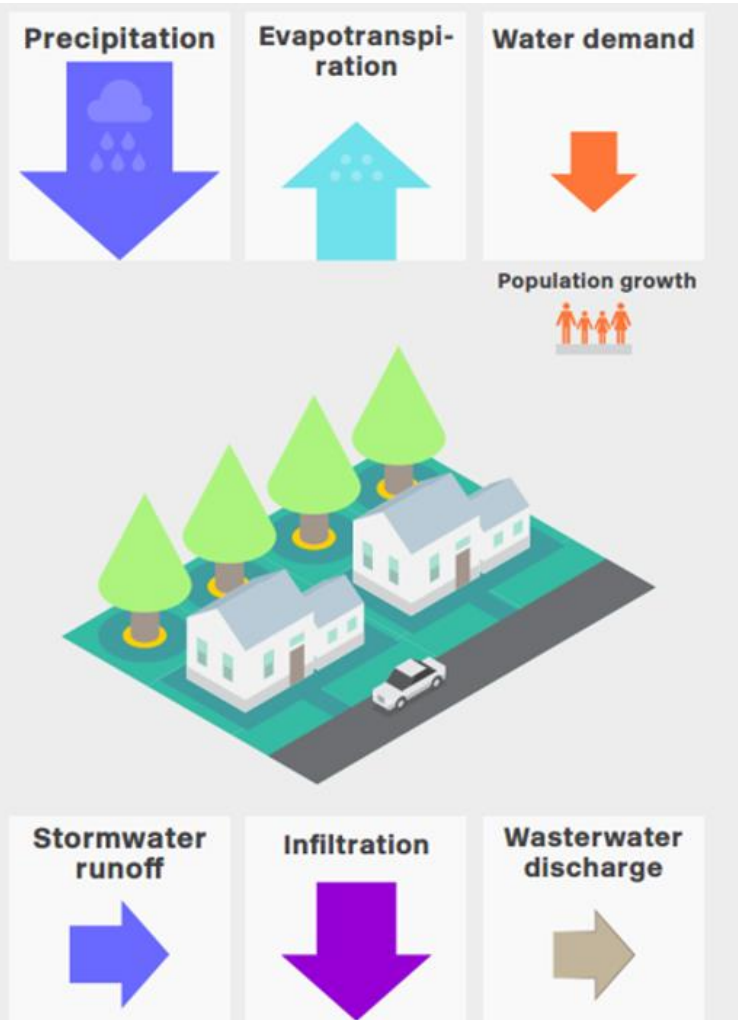 Precipitation
Evapotranspi-
ration
Water demand
Population growth
Stormwater
runoff
Infiltration
Wasterwater
discharge